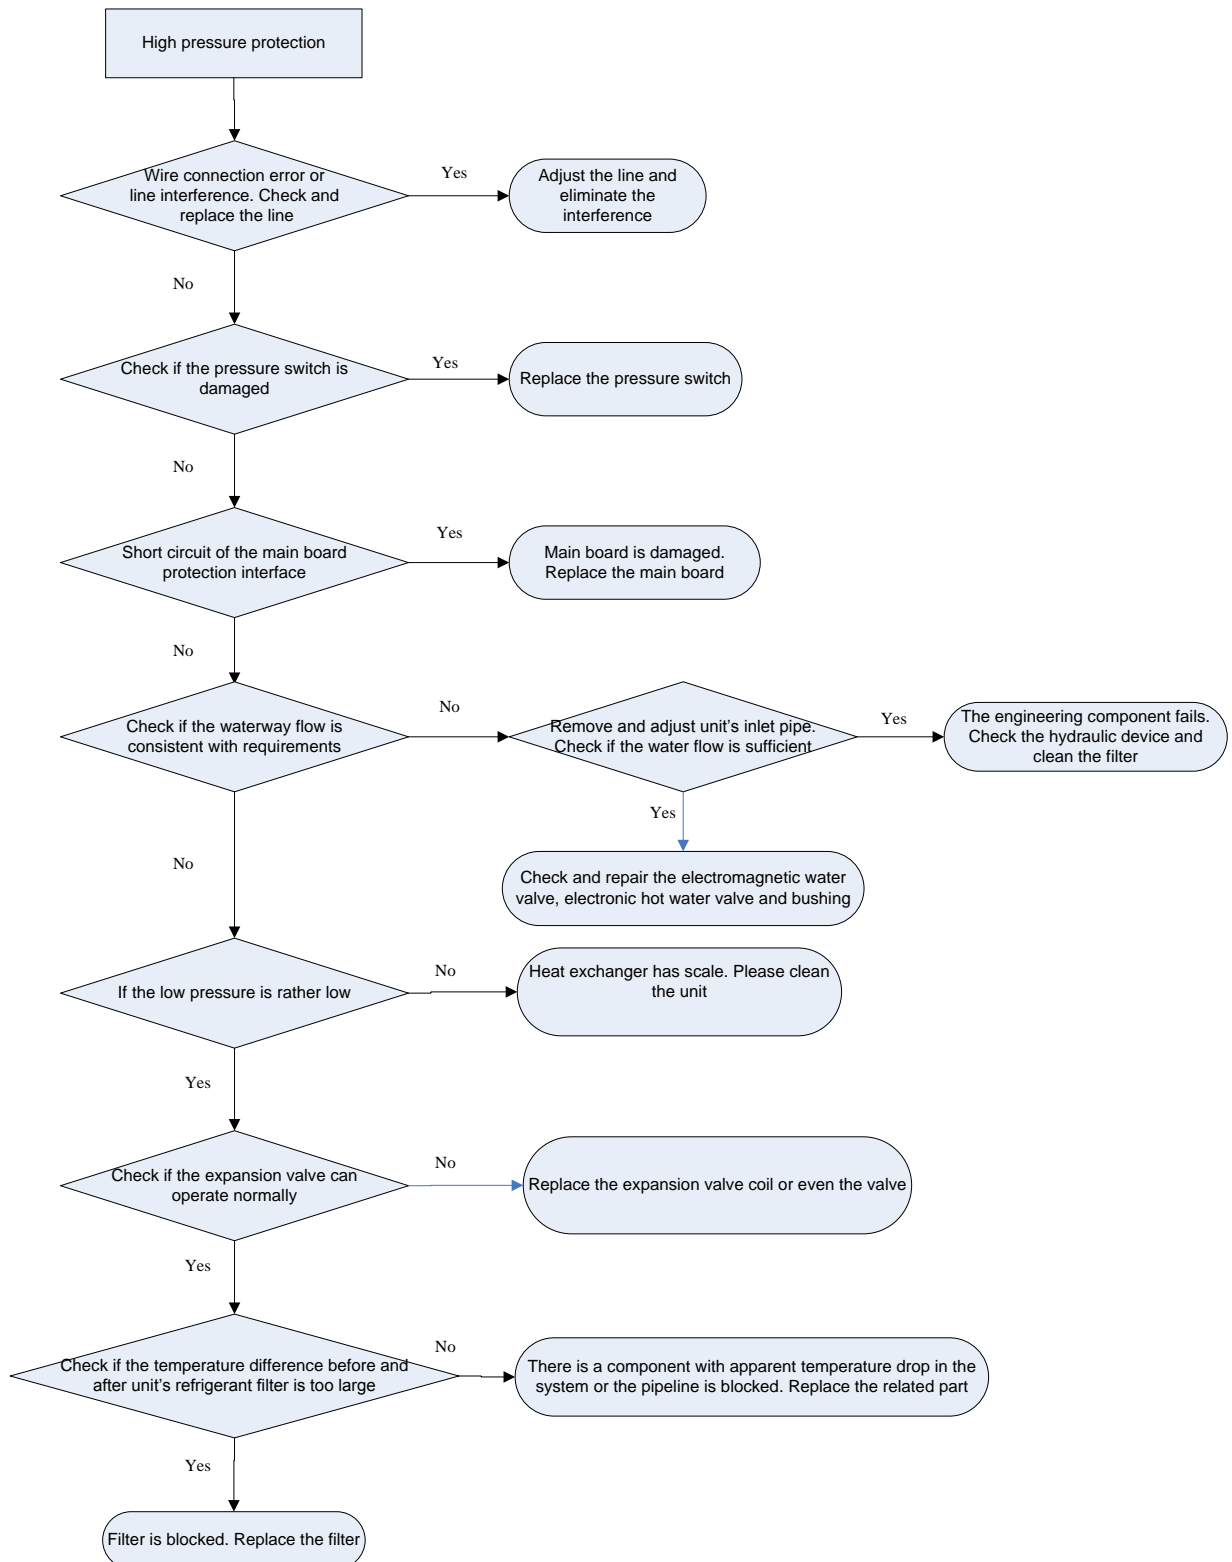 High pressure protection
Wire connection error or
line interference. Check and
replace the line
Yes
Adjust the line and
eliminate the
interference
No
Check if the pressure switch is
damaged
Yes
Replace the pressure switch
No
Short circuit of the main board
protection interface
Yes
Main board is damaged.
Replace the main board
No
Check if the waterway flow is
consistent with requirements
No
Remove and adjust unit's inlet pipe.
Check if the water flow is sufficient
Yes
The engineering component fails.
Check the hydraulic device and
clean the filter
Yes
Check and repair the electromagnetic water
valve, electronic hot water valve and bushing
No
If the low pressure is rather low
No
Heat exchanger has scale. Please clean
the unit
Yes
Check if the expansion valve can
operate normally
No
Replace the expansion valve coil or even the valve
Yes
Check if the temperature difference before and
after unit's refrigerant filter is too large
No
There is a component with apparent temperature drop in the
system or the pipeline is blocked. Replace the related part
Yes
Filter is blocked. Replace the filter